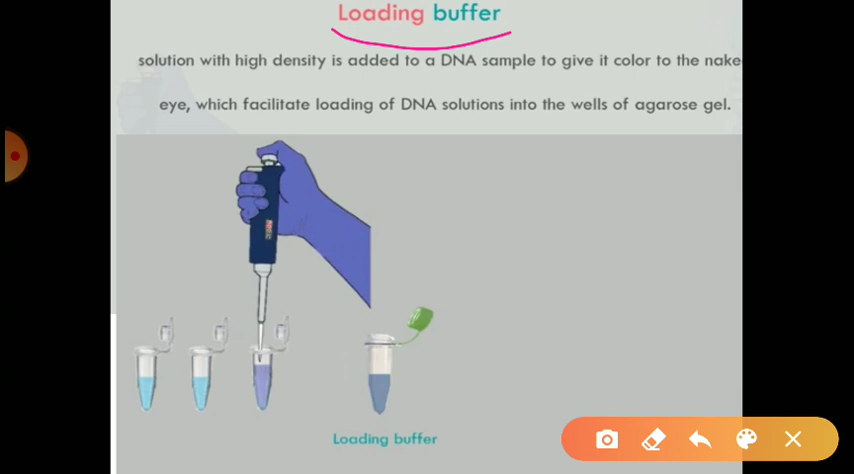 Loading buffer
solution with high density is added to a DNA sample to give it color to the nake
eye, which facilitate loading of DNA solutions into the wells of agarose gel.
Loading buffer